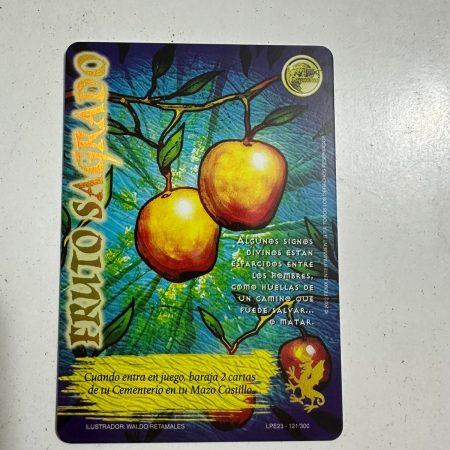 FRUTO SAGRADO
ALGUNOS SIGNOS
DIVINOS ESTÁN
ESPARCIDOS ENTRE
LOS HOMBRES,
COMO HUELLAS DE
UN CAMINO QUE
PUEDE SALVAR...
O MATAR.
Cuando entra en juego, baraja 2 cartas
de tu Cementerio en tu Mazo Castillo.
ILUSTRADOR: WALDO RETAMALES
LPE23 - 121/300